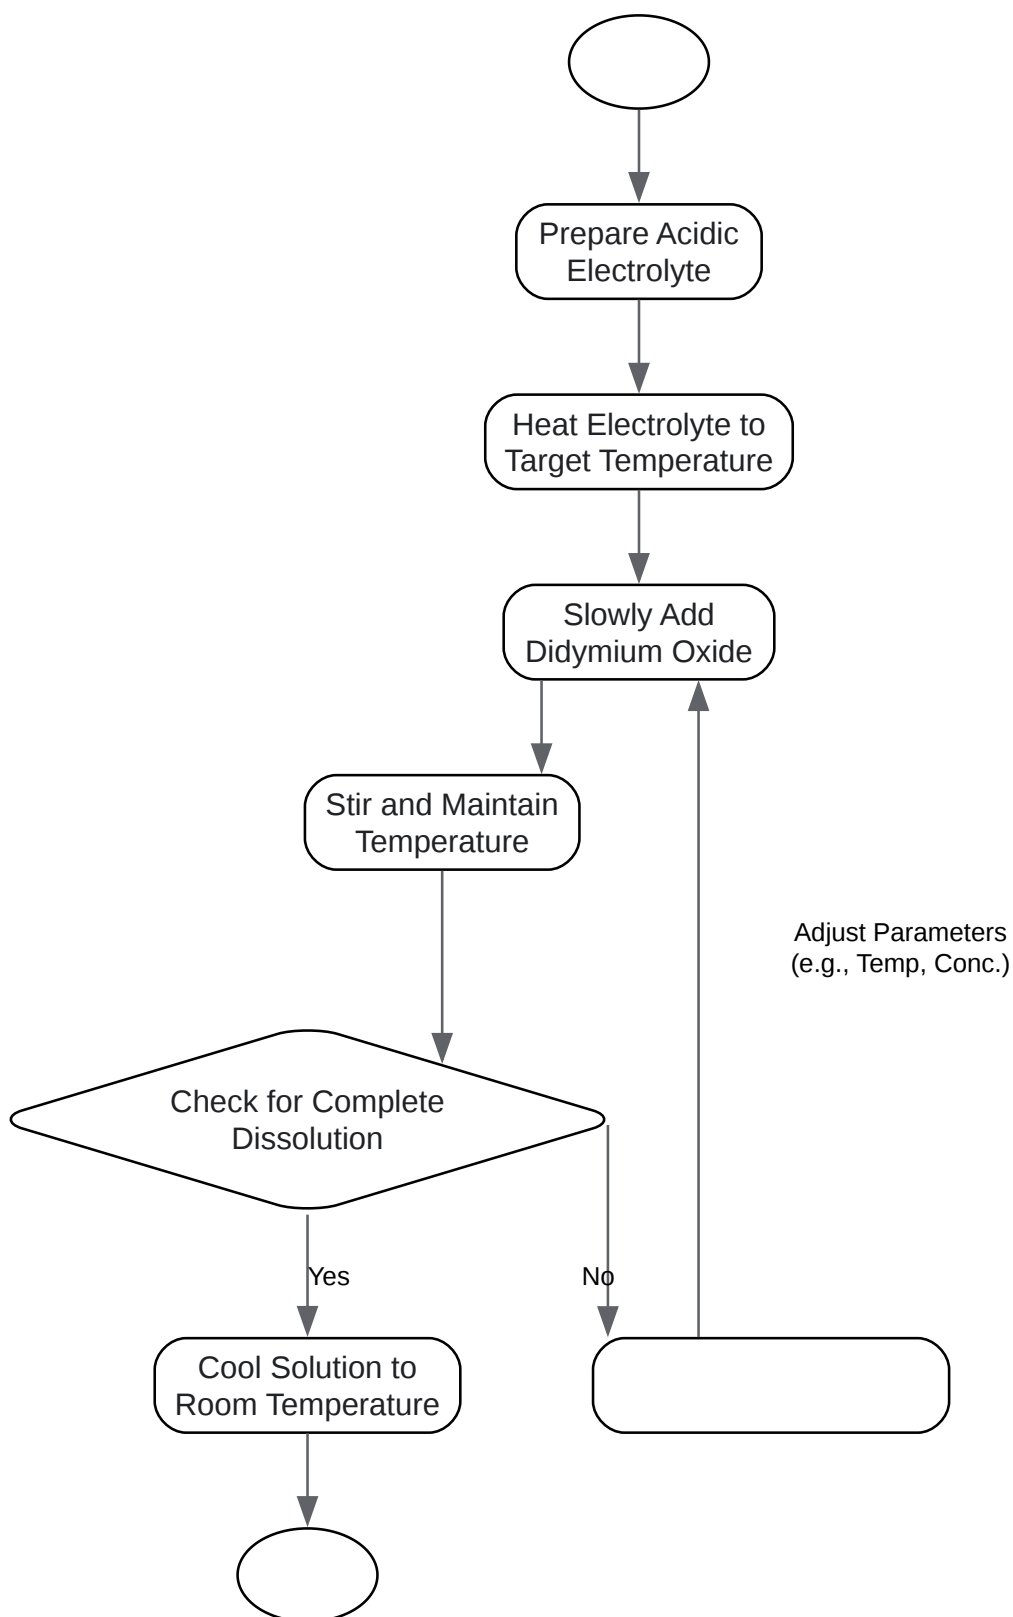 Prepare Acidic
Electrolyte
Heat Electrolyte to
Target Temperature
Slowly Add
Didymium Oxide
Stir and Maintain
Temperature
Adjust Parameters
(e.g., Temp, Conc.)
Check for Complete
Dissolution
Yes
No
Cool Solution to
Room Temperature